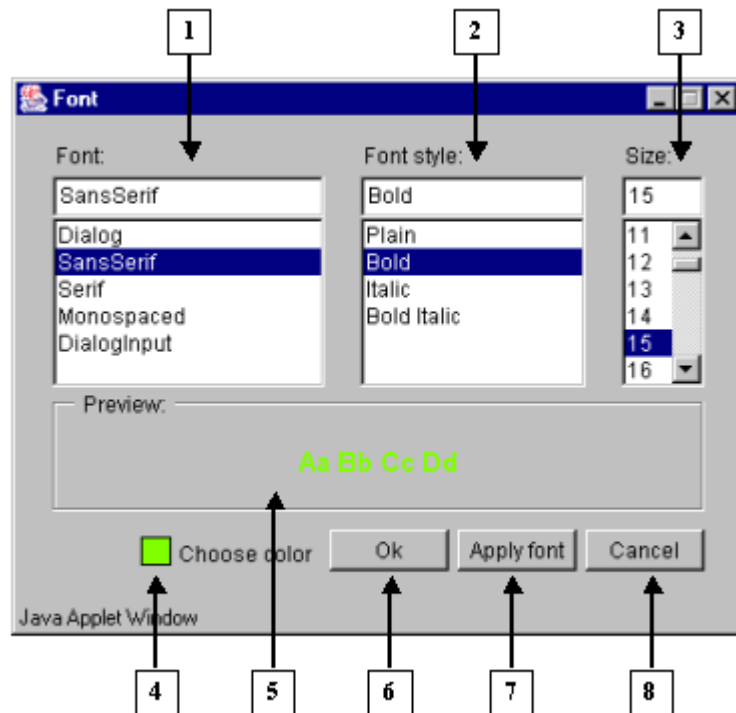 1 2 3
Font
Font: Font style: Size:
SansSerif Bold 15
Dialog Plain 11
SansSerif Bold 12
Serif Italic 13
Monospaced Bold Italic 14
DialogInput 15
16
Preview:
Aa Bb Cc Dd
Choose color Ok Apply font Cancel
Java Applet Window
4 5 6 7 8